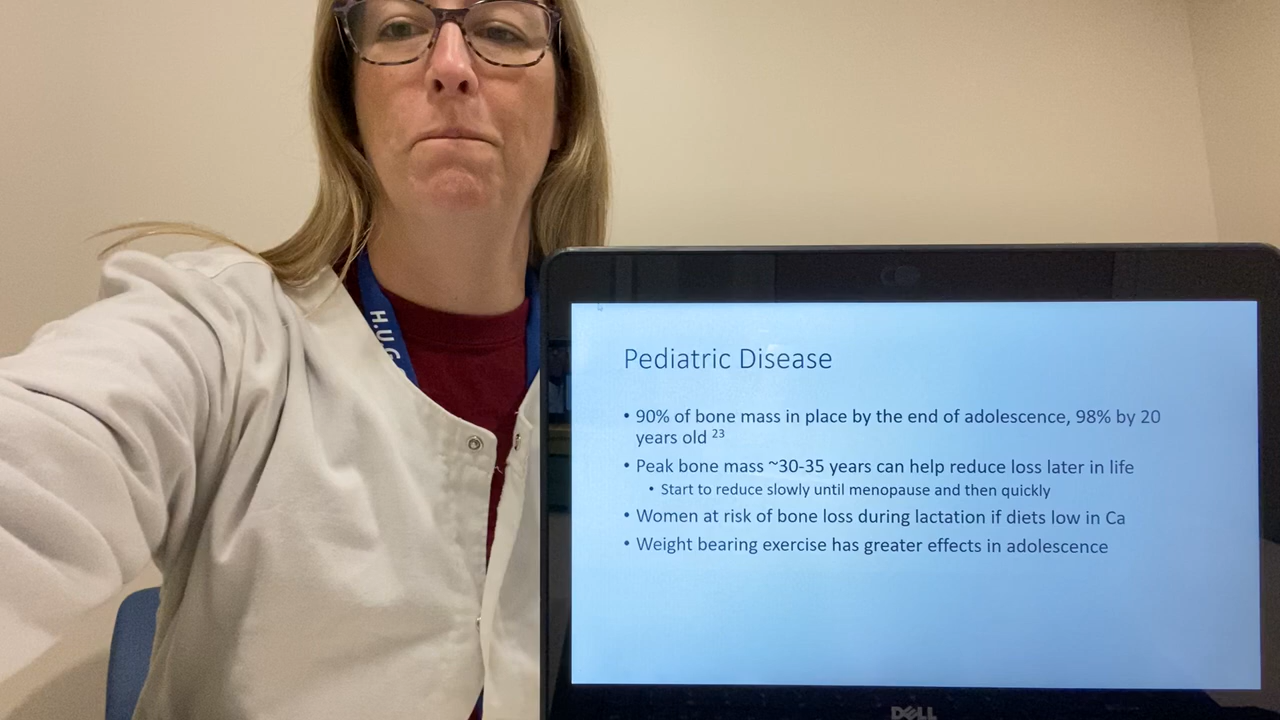 H.U.G
Pediatric Disease
• 90% of bone mass in place by the end of adolescence, 98% by 20
years old 23
• Peak bone mass ~30-35 years can help reduce loss later in life
• Start to reduce slowly until menopause and then quickly
• Women at risk of bone loss during lactation if diets low in Ca
• Weight bearing exercise has greater effects in adolescence
DELL